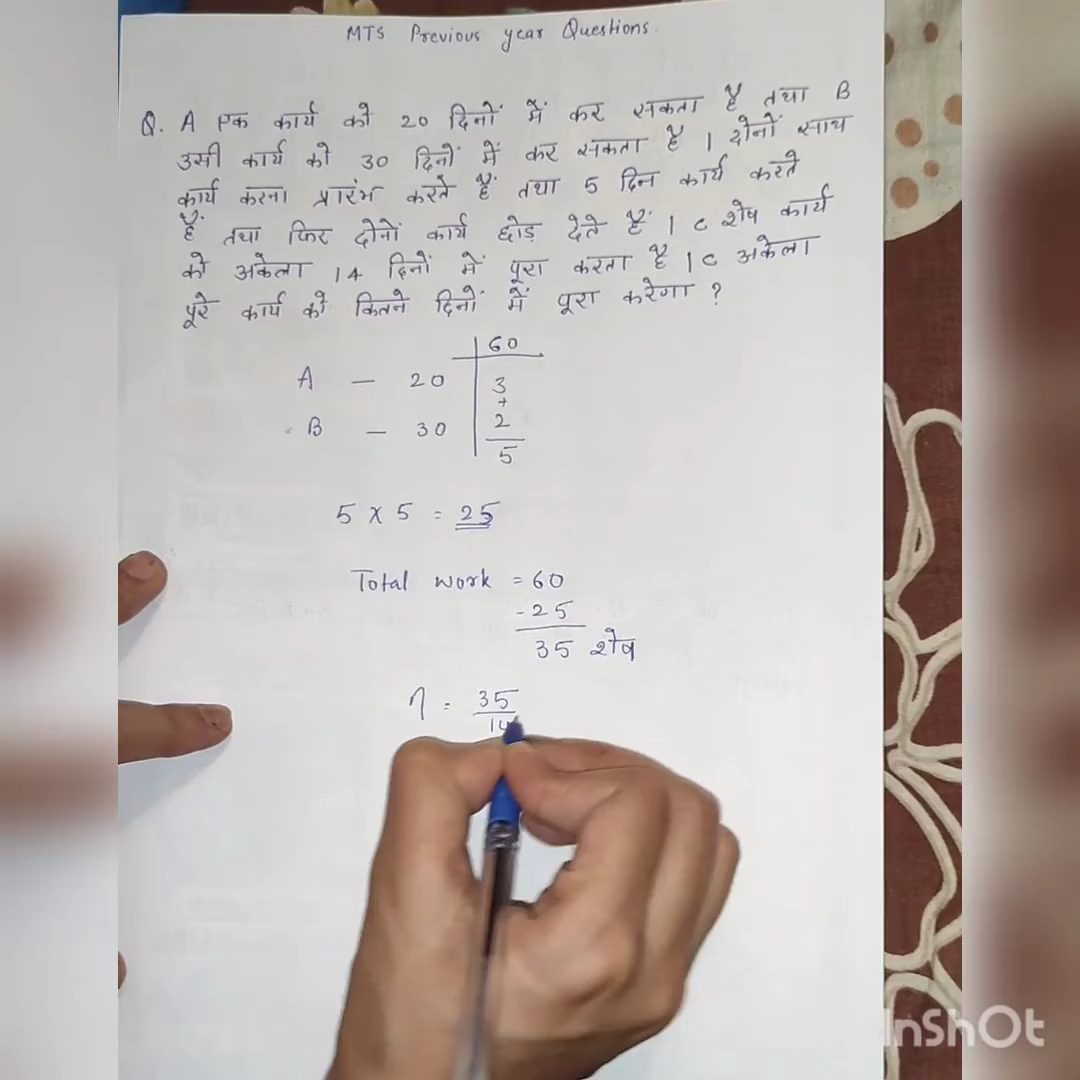 MTS Previous year Questions.
Q. A एक कार्य को 20 दिनों में कर सकता है तथा B
उसी कार्य को 30 दिनों में कर सकता है । दोनों साथ
कार्य करना प्रारंभ करते हैं तथा 5 दिन कार्य करते
हैं तथा फिर दोनों कार्य छोड़ देते हैं । C शेष कार्य
को अकेला 14 दिनों में पूरा करता है । C अकेला
पूरे कार्य को कितने दिनों में पूरा करेगा ?
60
A — 20 3
+
B — 30 2
5
5 x 5 = 25
Total work = 60
- 25
35 शेष
η = 35
14
InShOt